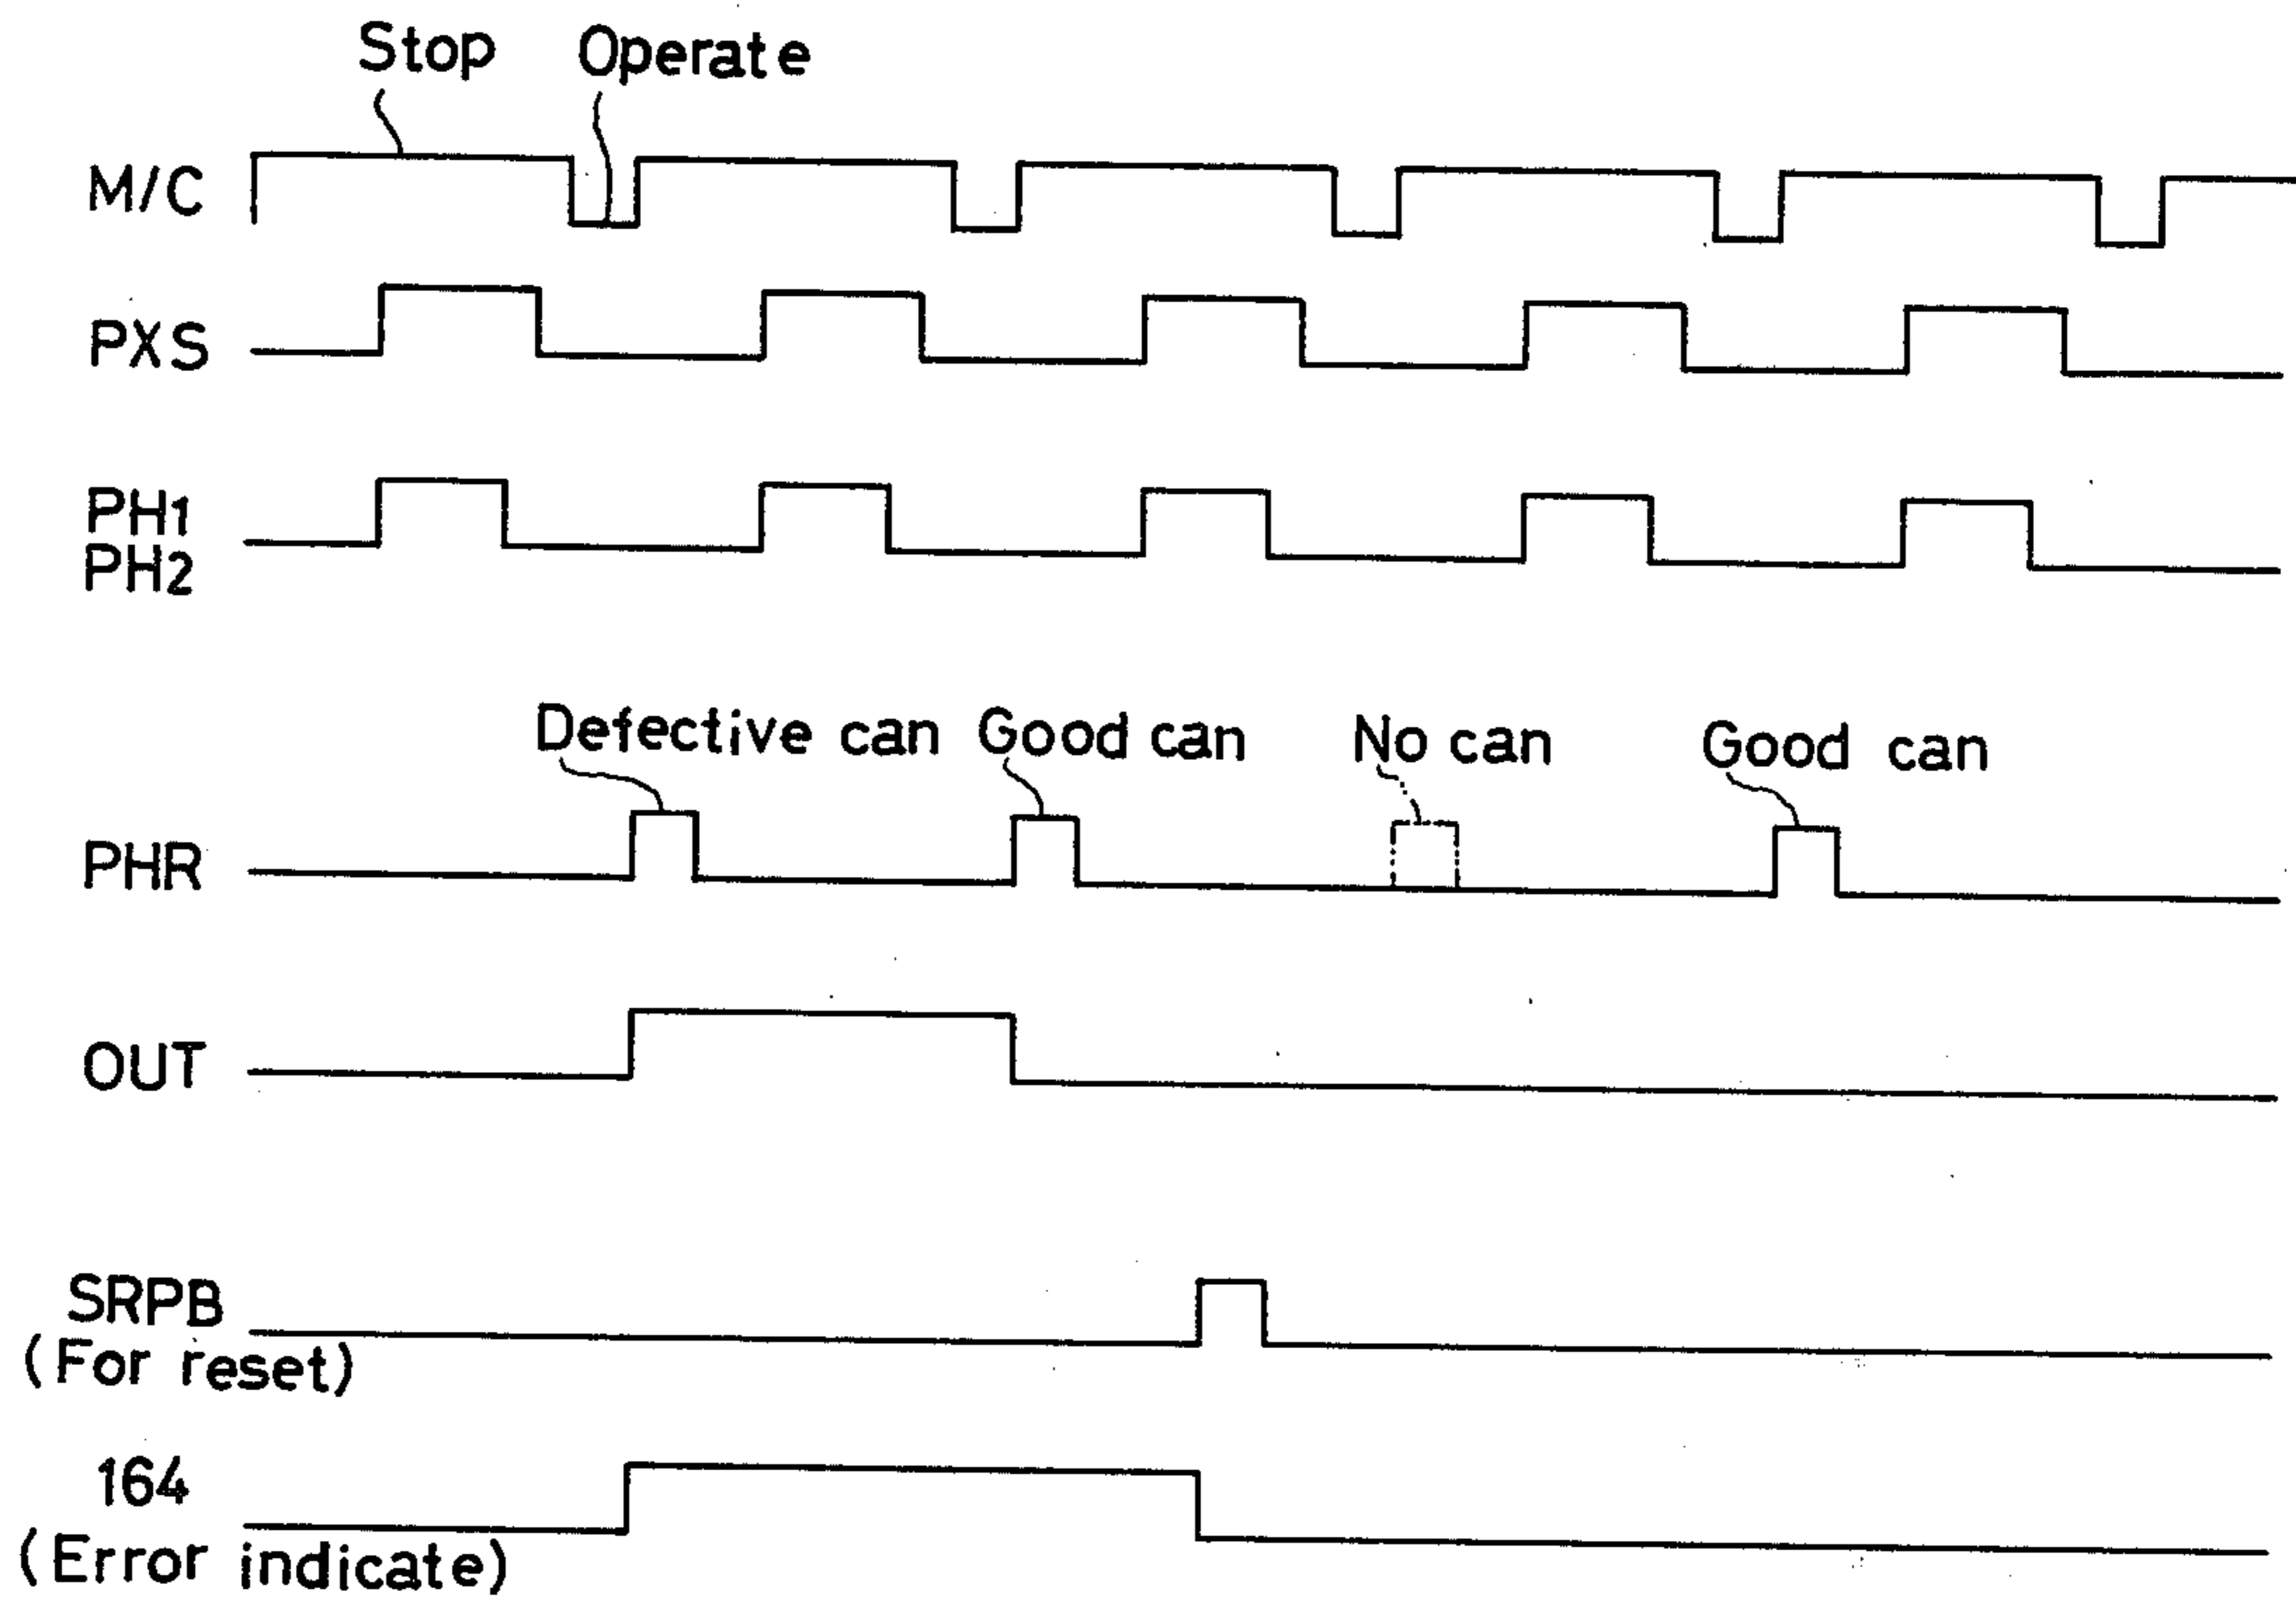 Stop Operate
M/C
PXS
PH1
PH2
Defective can Good can No can Good can
PHR
OUT
SRPB
(For reset)
164
(Error indicate)